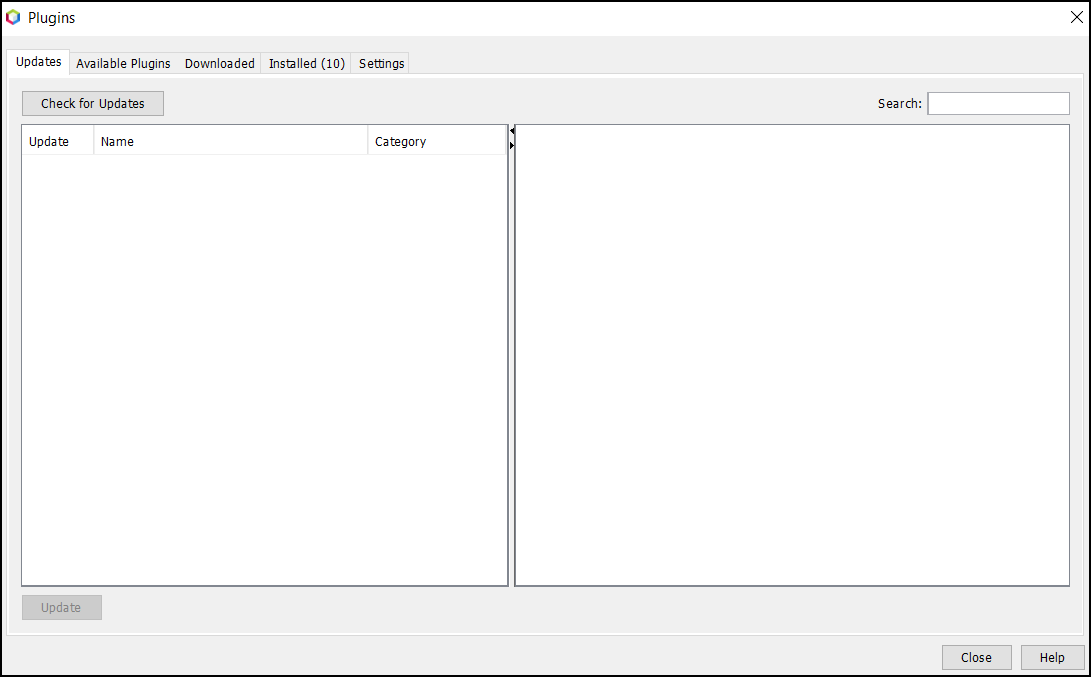 Plugins
Updates Available Plugins Downloaded Installed (10) Settings
Check for Updates Search:
Update Name Category
Update
Close Help